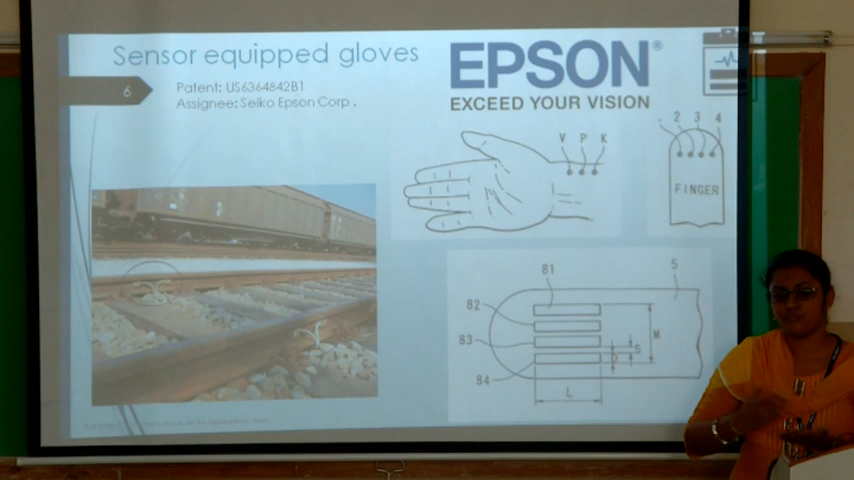 Sensor equipped gloves
6
Patent: US6364842B1
Assignee: Seiko Epson Corp .
EPSON®
EXCEED YOUR VISION
V P K
2 3 4
FINGER
81
5
82
M
83
S
84
L